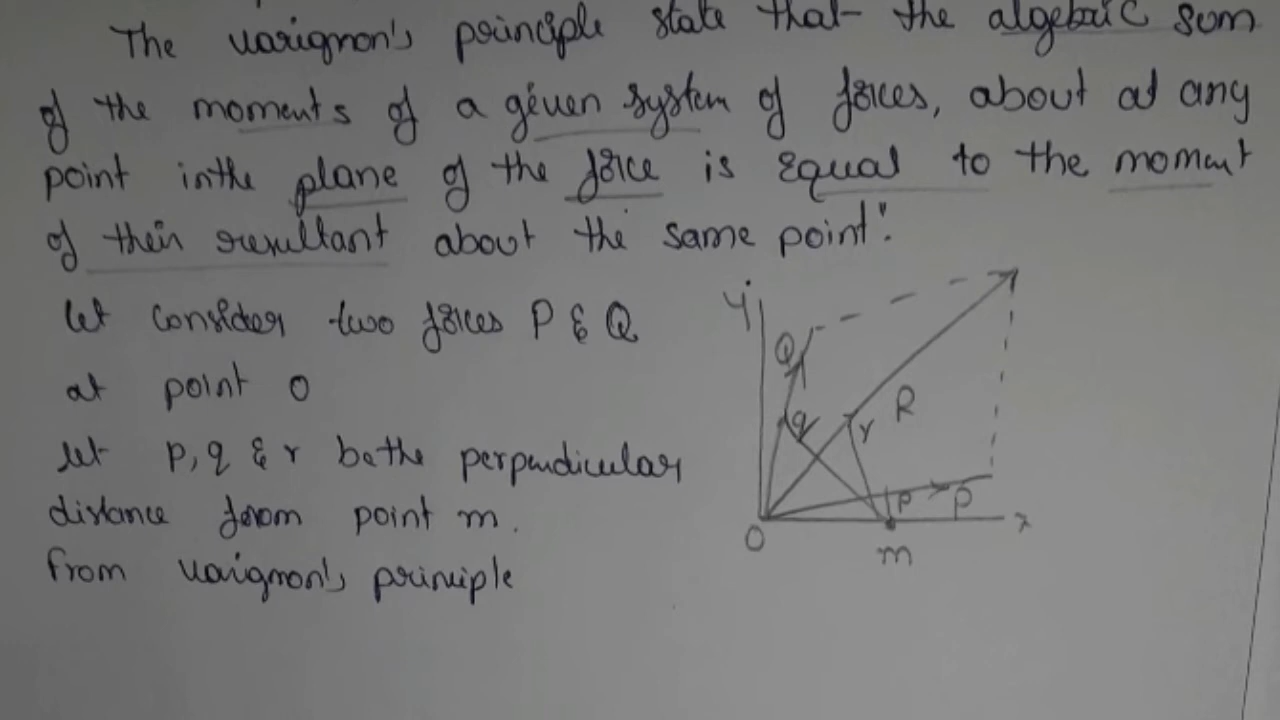 The varignon's principle state that the algebraic sum
of the moments of a given system of forces, about at any
point in the plane of the force is equal to the moment
of their resultant about the same point".
let consider two forces P & Q
at point O
let p, q & r be the perpendicular
distance from point m.
from varignon's priniple
y
Q
q
R
r
P
P
O
m
x